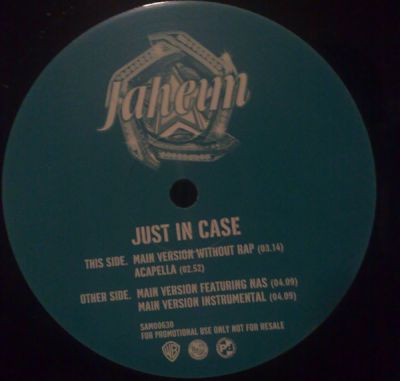 Jaheim
JUST IN CASE
THIS SIDE. MAIN VERSION WITHOUT RAP (03.14)
ACAPELLA (02.52)
OTHER SIDE. MAIN VERSION FEATURING NAS (04.09)
MAIN VERSION INSTRUMENTAL (04.09)
SAM00630
FOR PROMOTIONAL USE ONLY NOT FOR RESALE